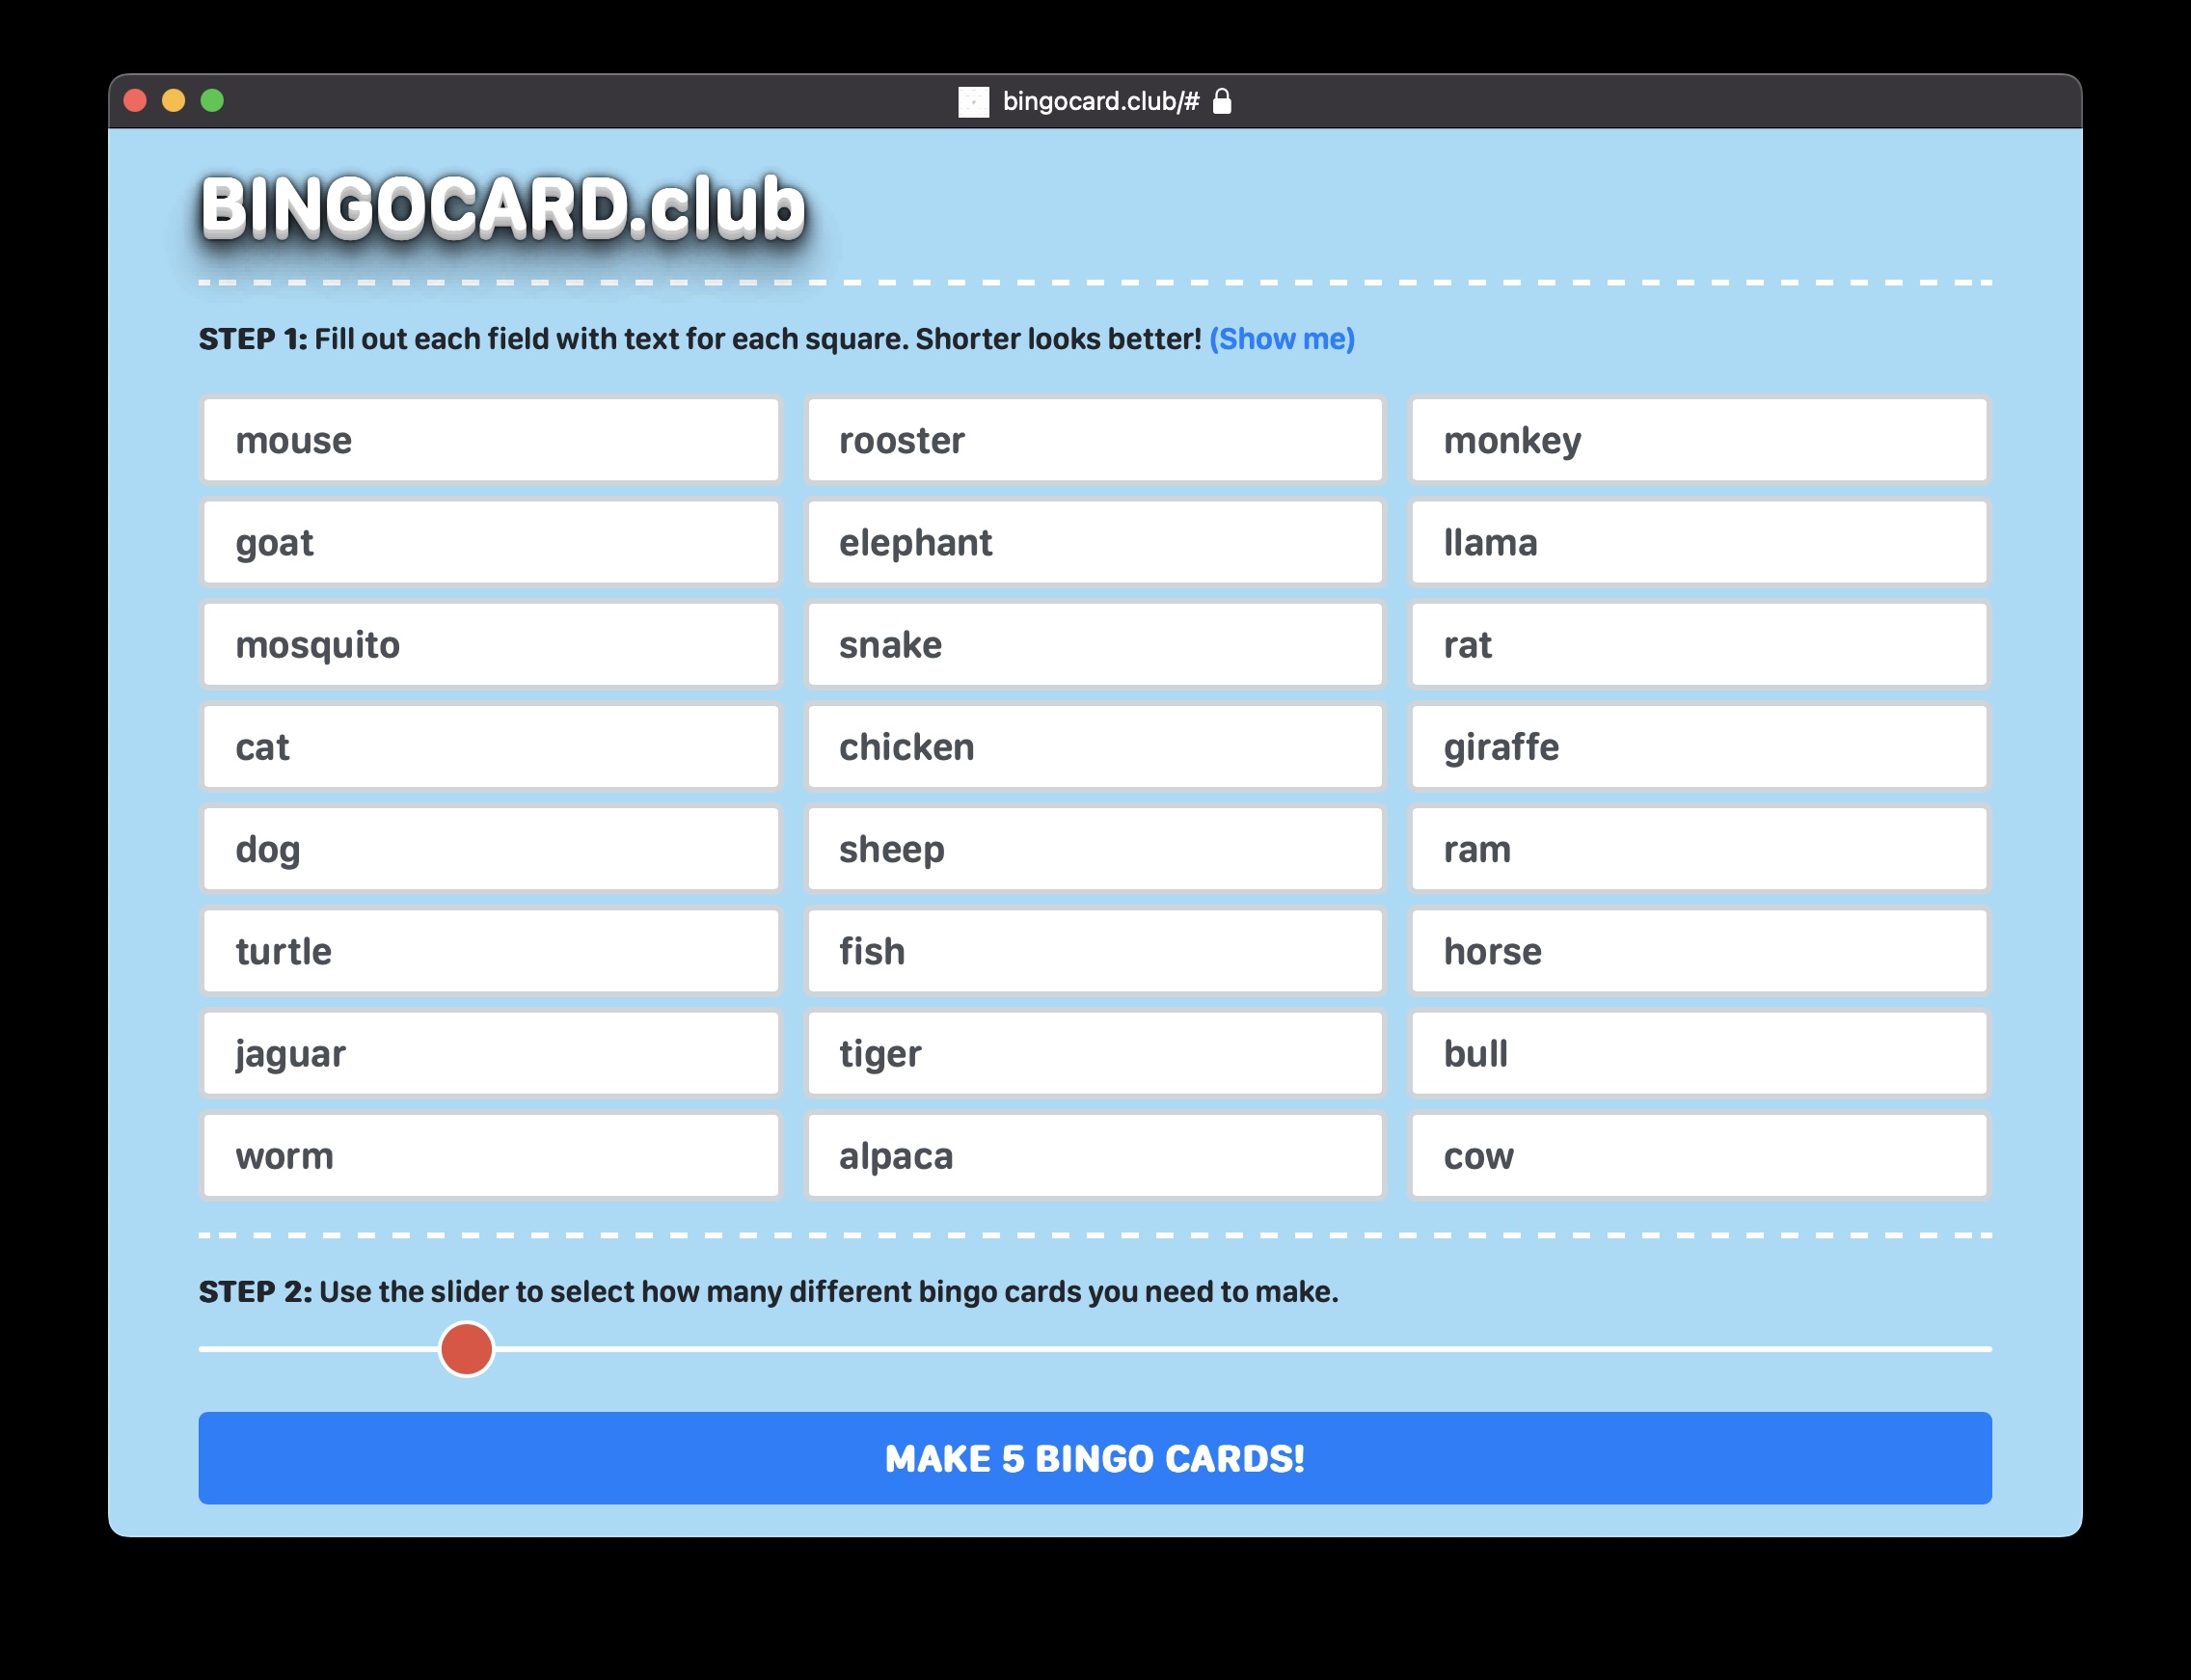 bingocard.club/#
BINGOCARD.club
STEP 1: Fill out each field with text for each square. Shorter looks better! (Show me)
mouse rooster monkey
goat elephant llama
mosquito snake rat
cat chicken giraffe
dog sheep ram
turtle fish horse
jaguar tiger bull
worm alpaca cow
STEP 2: Use the slider to select how many different bingo cards you need to make.
MAKE 5 BINGO CARDS!